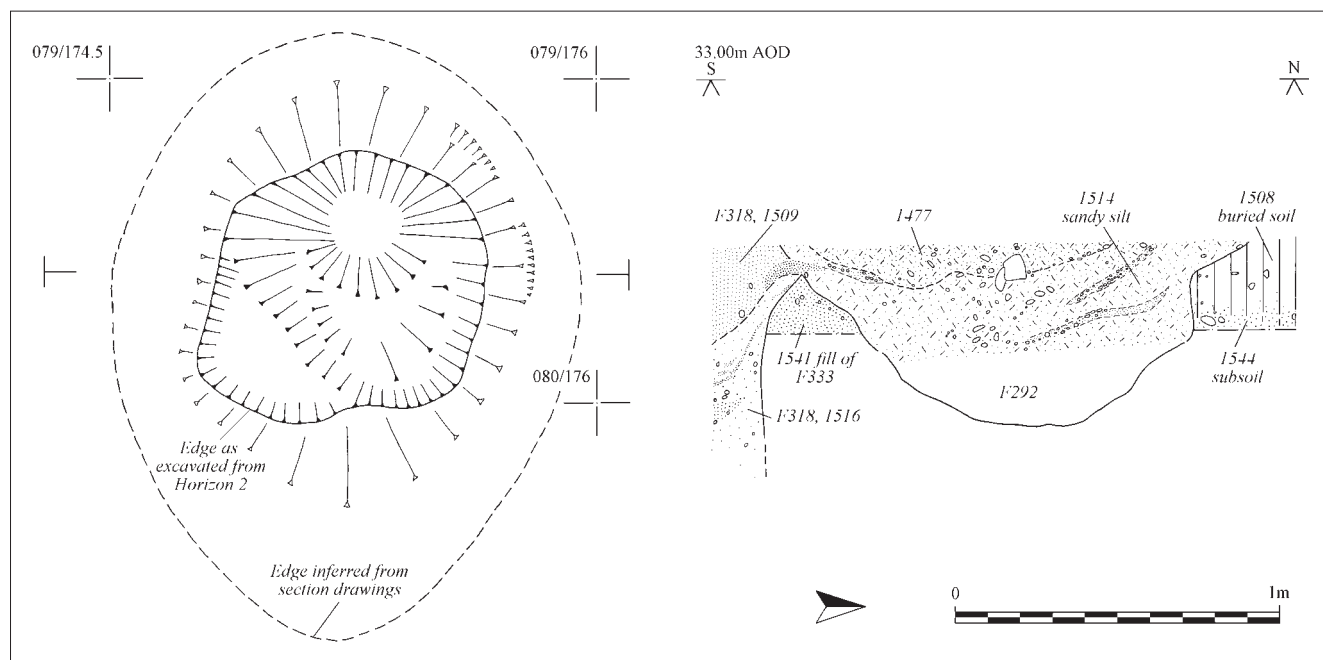 079/174.5
079/176
080/176
Edge as
excavated from
Horizon 2
Edge inferred from
section drawings
33.00m AOD
S
N
F318, 1509
1477
1514
sandy silt
1508
buried soil
1541 fill of
F333
1544
subsoil
F292
F318, 1516
0
1m